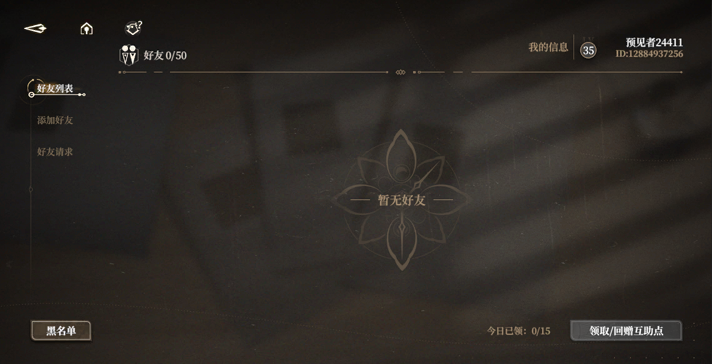 好友 0/50
我的信息
35
预见者24411
ID:12884937256
好友列表
添加好友
好友请求
暂无好友
黑名单
今日已领：0/15
领取/回赠互助点